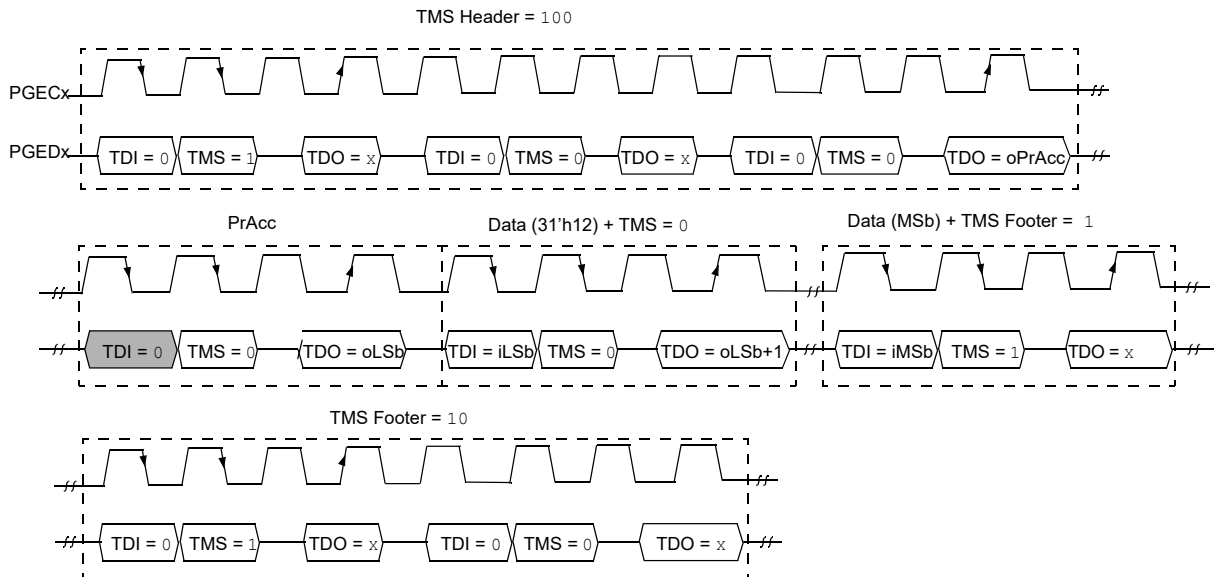 TMS Header = 100
PGECx
PGEDx TDI = 0 TMS = 1 TDO = x TDI = 0 TMS = 0 TDO = x TDI = 0 TMS = 0 TDO = oPrAcc
PrAcc Data (31'h12) + TMS = 0 Data (MSb) + TMS Footer = 1
TDI = 0 TMS = 0 TDO = oLSb TDI = iLSb TMS = 0 TDO = oLSb+1 TDI = iMSb TMS = 1 TDO = x
TMS Footer = 10
TDI = 0 TMS = 1 TDO = x TDI = 0 TMS = 0 TDO = x